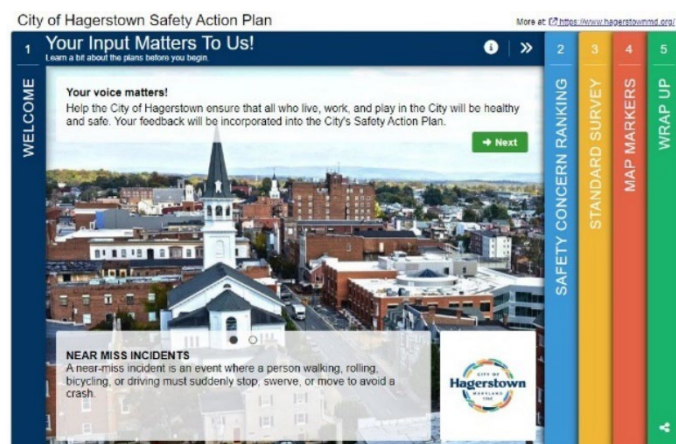 City of Hagerstown Safety Action Plan
More at: https://www.hagerstownmd.org/
1
Your Input Matters To Us!
Learn a bit about the plans before you begin.
WELCOME
Your voice matters!
Help the City of Hagerstown ensure that all who live, work, and play in the City will be healthy
and safe. Your feedback will be incorporated into the City's Safety Action Plan.
Next
NEAR MISS INCIDENTS
A near-miss incident is an event where a person walking, rolling,
bicycling, or driving must suddenly stop, swerve, or move to avoid a
crash.
CITY OF
Hagerstown
MARYLAND
2
SAFETY CONCERN RANKING
3
STANDARD SURVEY
4
MAP MARKERS
5
WRAP UP